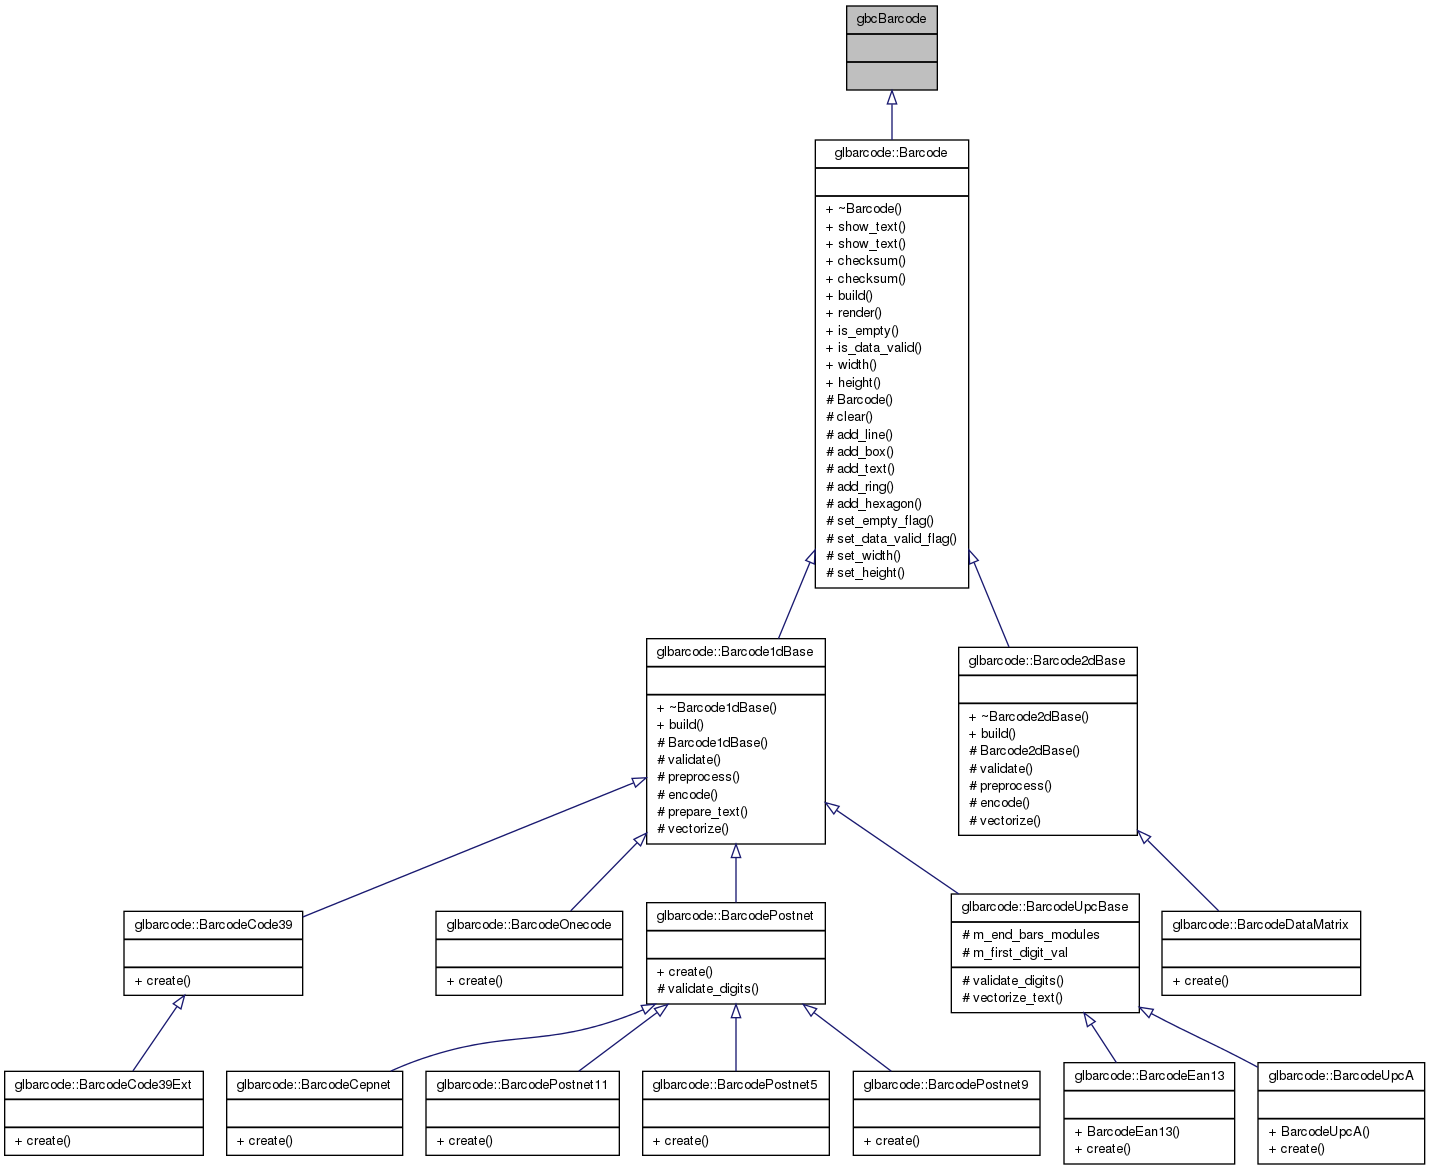 gbcBarcode
glbarcode::Barcode
+ ~Barcode()
+ show_text()
+ show_text()
+ checksum()
+ checksum()
+ build()
+ render()
+ is_empty()
+ is_data_valid()
+ width()
+ height()
# Barcode()
# clear()
# add_line()
# add_box()
# add_text()
# add_ring()
# add_hexagon()
# set_empty_flag()
# set_data_valid_flag()
# set_width()
# set_height()
glbarcode::Barcode1dBase
+ ~Barcode1dBase()
+ build()
# Barcode1dBase()
# validate()
# preprocess()
# encode()
# prepare_text()
# vectorize()
glbarcode::Barcode2dBase
+ ~Barcode2dBase()
+ build()
# Barcode2dBase()
# validate()
# preprocess()
# encode()
# vectorize()
glbarcode::BarcodeCode39
+ create()
glbarcode::BarcodeOnecode
+ create()
glbarcode::BarcodePostnet
+ create()
# validate_digits()
glbarcode::BarcodeUpcBase
# m_end_bars_modules
# m_first_digit_val
# validate_digits()
# vectorize_text()
glbarcode::BarcodeDataMatrix
+ create()
glbarcode::BarcodeCode39Ext
+ create()
glbarcode::BarcodeCepnet
+ create()
glbarcode::BarcodePostnet11
+ create()
glbarcode::BarcodePostnet5
+ create()
glbarcode::BarcodePostnet9
+ create()
glbarcode::BarcodeEan13
+ BarcodeEan13()
+ create()
glbarcode::BarcodeUpcA
+ BarcodeUpcA()
+ create()